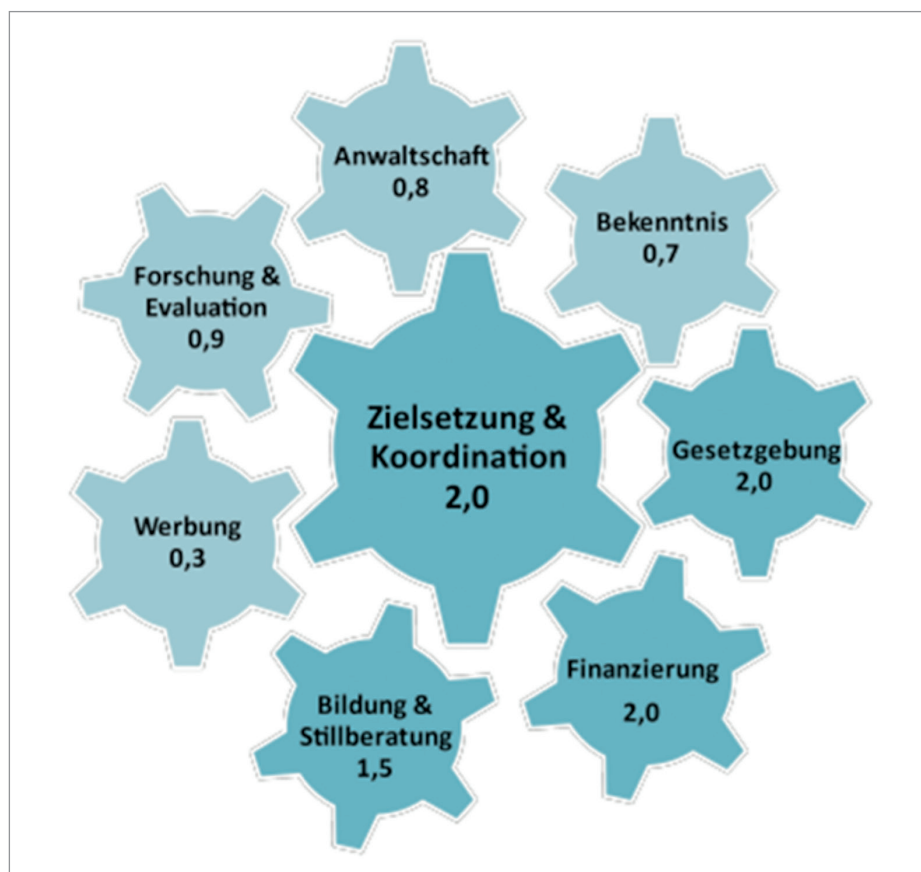 Anwaltschaft
0,8
Bekenntnis
0,7
Forschung &
Evaluation
0,9
Zielsetzung &
Koordination
2,0
Gesetzgebung
2,0
Werbung
0,3
Finanzierung
2,0
Bildung &
Stillberatung
1,5